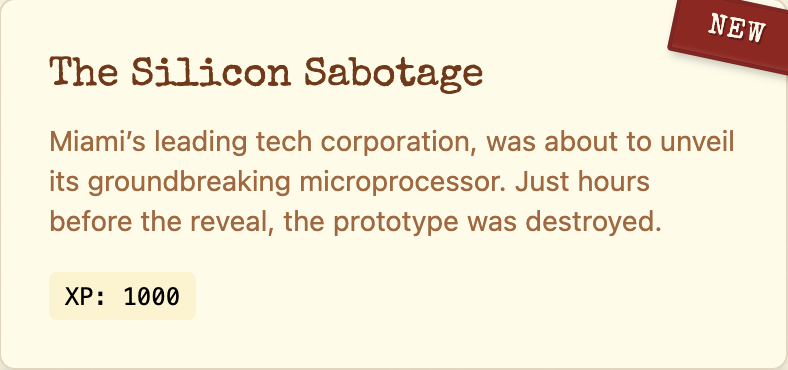 NEW
The Silicon Sabotage
Miami’s leading tech corporation, was about to unveil
its groundbreaking microprocessor. Just hours
before the reveal, the prototype was destroyed.
XP: 1000